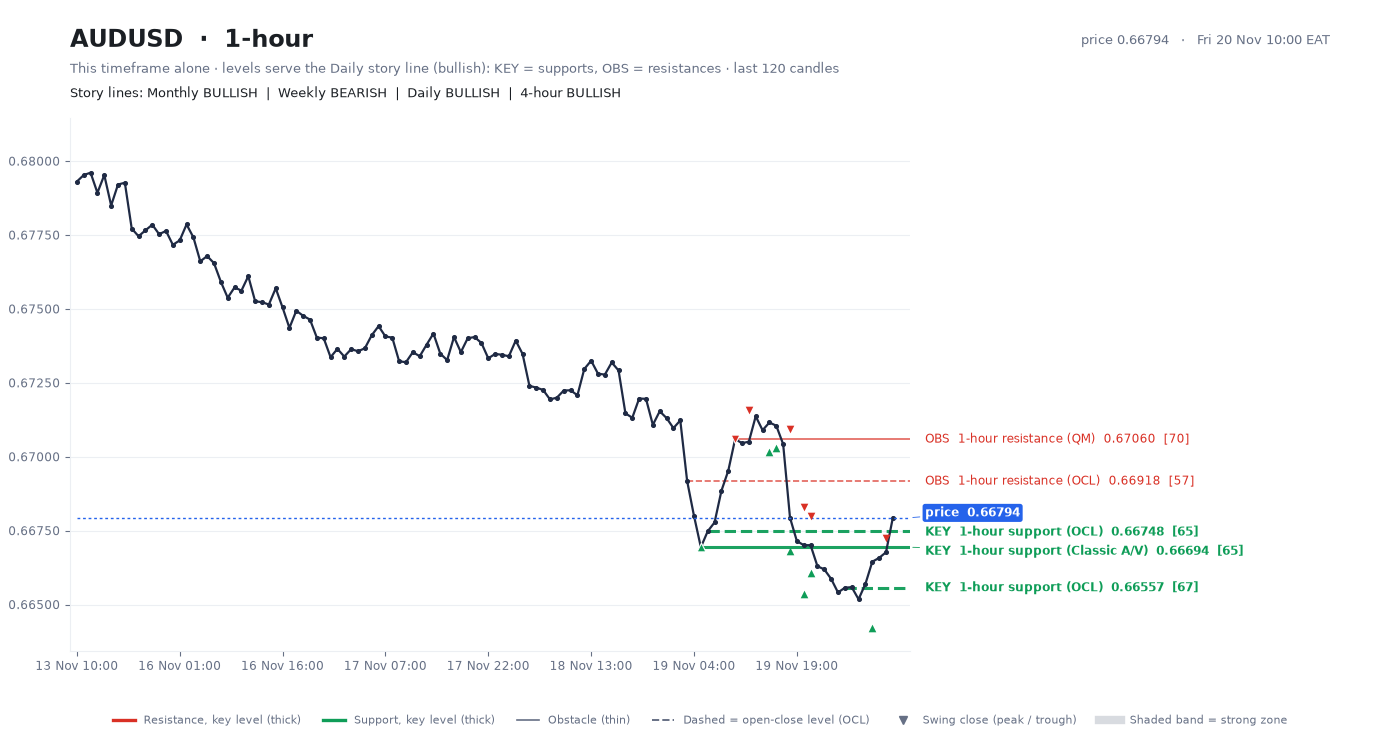 AUDUSD · 1-hour
price 0.66794 · Fri 20 Nov 10:00 EAT
This timeframe alone · levels serve the Daily story line (bullish): KEY = supports, OBS = resistances · last 120 candles
Story lines: Monthly BULLISH | Weekly BEARISH | Daily BULLISH | 4-hour BULLISH
0.68000
0.67750
0.67500
0.67250
0.67000
0.66750
0.66500
OBS 1-hour resistance (QM) 0.67060 [70]
OBS 1-hour resistance (OCL) 0.66918 [57]
price 0.66794
KEY 1-hour support (OCL) 0.66748 [65]
KEY 1-hour support (Classic A/V) 0.66694 [65]
KEY 1-hour support (OCL) 0.66557 [67]
13 Nov 10:00 16 Nov 01:00 16 Nov 16:00 17 Nov 07:00 17 Nov 22:00 18 Nov 13:00 19 Nov 04:00 19 Nov 19:00
Resistance, key level (thick) Support, key level (thick) Obstacle (thin) Dashed = open-close level (OCL) Swing close (peak / trough) Shaded band = strong zone